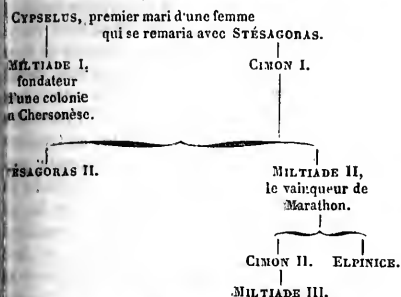 CYPSELUS, premier mari d'une femme
qui se remaria avec STÉSAGORAS.
MILTIADE I, CIMON I.
fondateur
d'une colonie
a Chersonèse.
ÉSAGORAS II. MILTIADE II,
le vainqueur de
Marathon.
CIMON II. ELPINICE.
MILTIADE III.